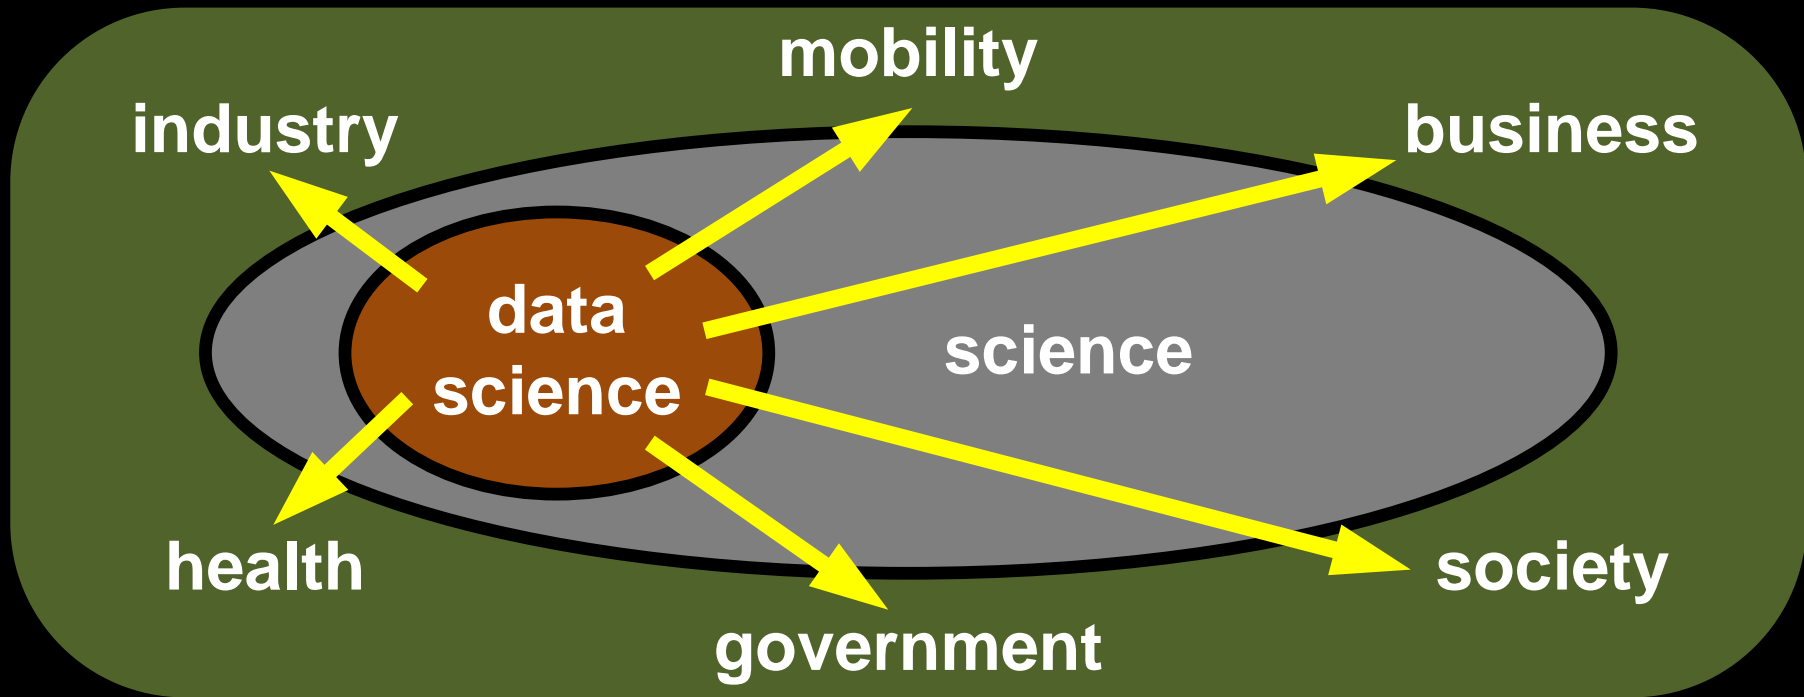 mobility
industry
business
data
science
science
health
society
government